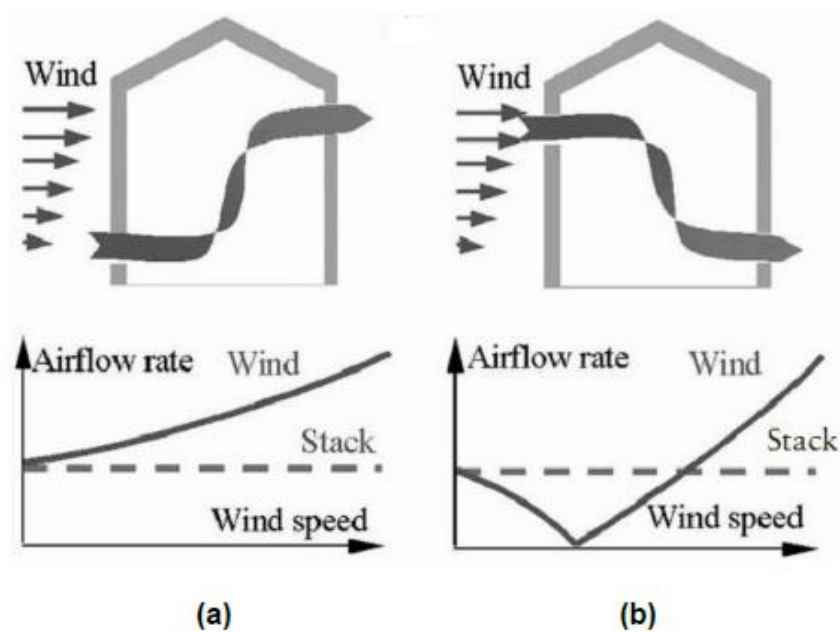 Wind
Wind
Airflow rate
Wind
Stack
Wind speed
Airflow rate
Wind
Stack
Wind speed
(a)
(b)